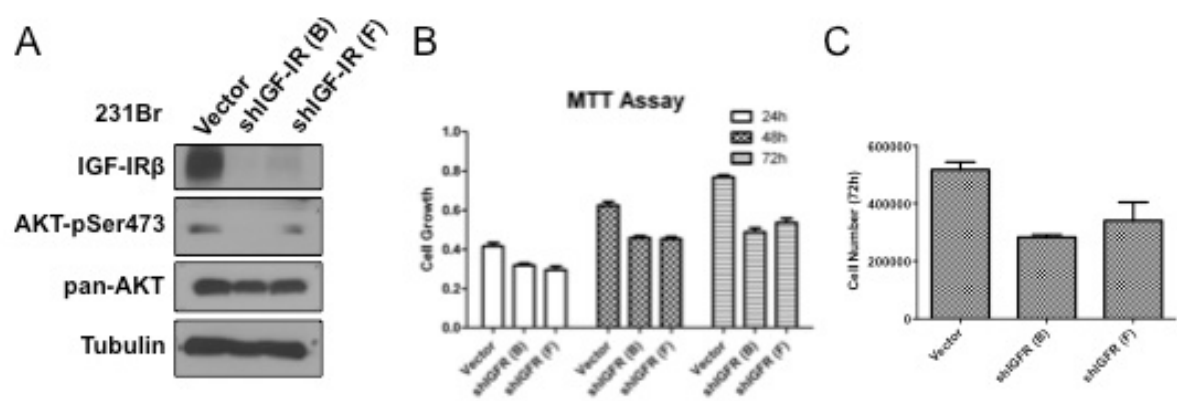 A
231Br
Vector
shIGF-IR (B)
shIGF-IR (F)
IGF-IRβ
AKT-pSer473
pan-AKT
Tubulin
B
MTT Assay
24h
48h
72h
Cell Growth
1.0
0.8
0.6
0.4
0.2
0.0
Vector
shIGFR (B)
shIGFR (F)
Vector
shIGFR (B)
shIGFR (F)
Vector
shIGFR (B)
shIGFR (F)
C
Cell Number (72h)
600000
400000
200000
0
Vector
shIGFR (B)
shIGFR (F)